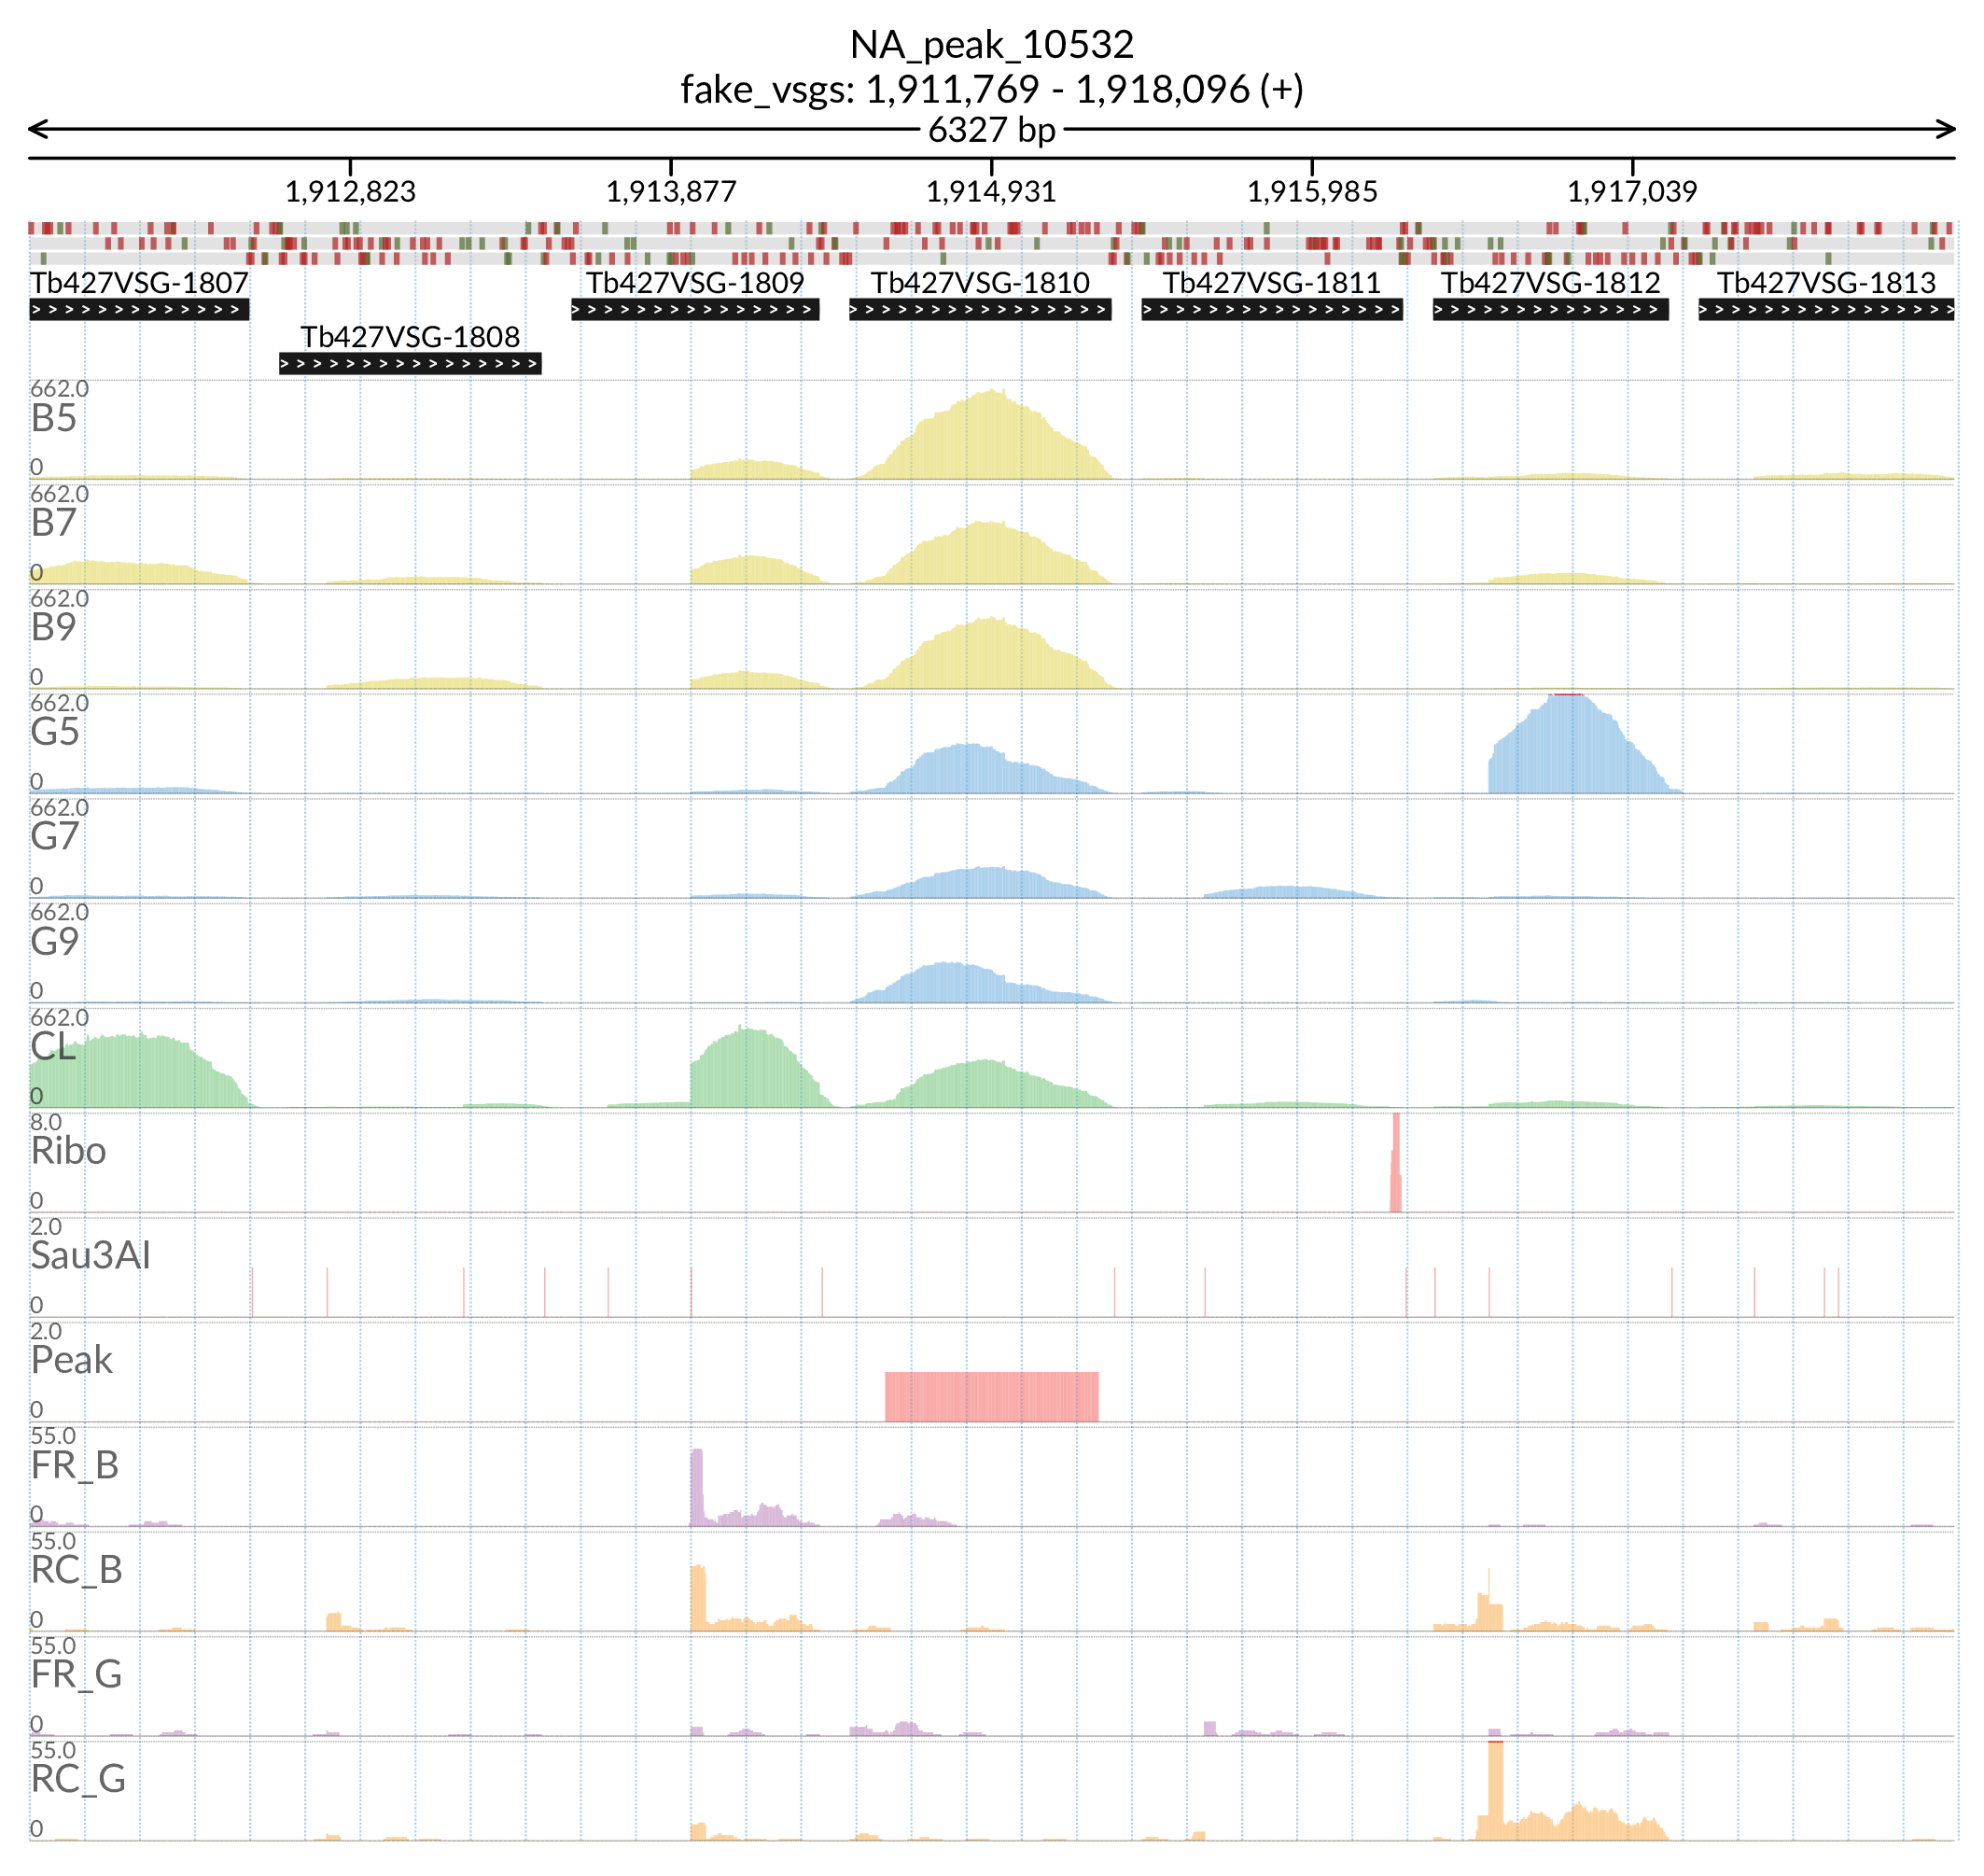 NA_peak_10532
fake_vsgs: 1,911,769 - 1,918,096 (+)
6327 bp
1,912,823 1,913,877 1,914,931 1,915,985 1,917,039
Tb427VSG-1807 Tb427VSG-1809 Tb427VSG-1810 Tb427VSG-1811 Tb427VSG-1812 Tb427VSG-1813
Tb427VSG-1808
662.0
B5
0
662.0
B7
0
662.0
B9
0
662.0
G5
0
662.0
G7
0
662.0
G9
0
662.0
CL
0
8.0
Ribo
0
2.0
Sau3AI
0
2.0
Peak
0
55.0
FR_B
0
55.0
RC_B
0
55.0
FR_G
0
55.0
RC_G
0